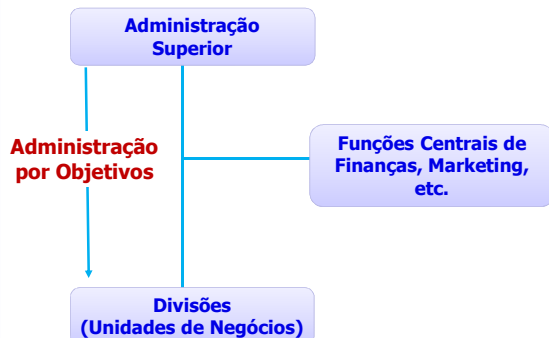 Administração
Superior
Administração
por Objetivos
Funções Centrais de
Finanças, Marketing,
etc.
Divisões
(Unidades de Negócios)